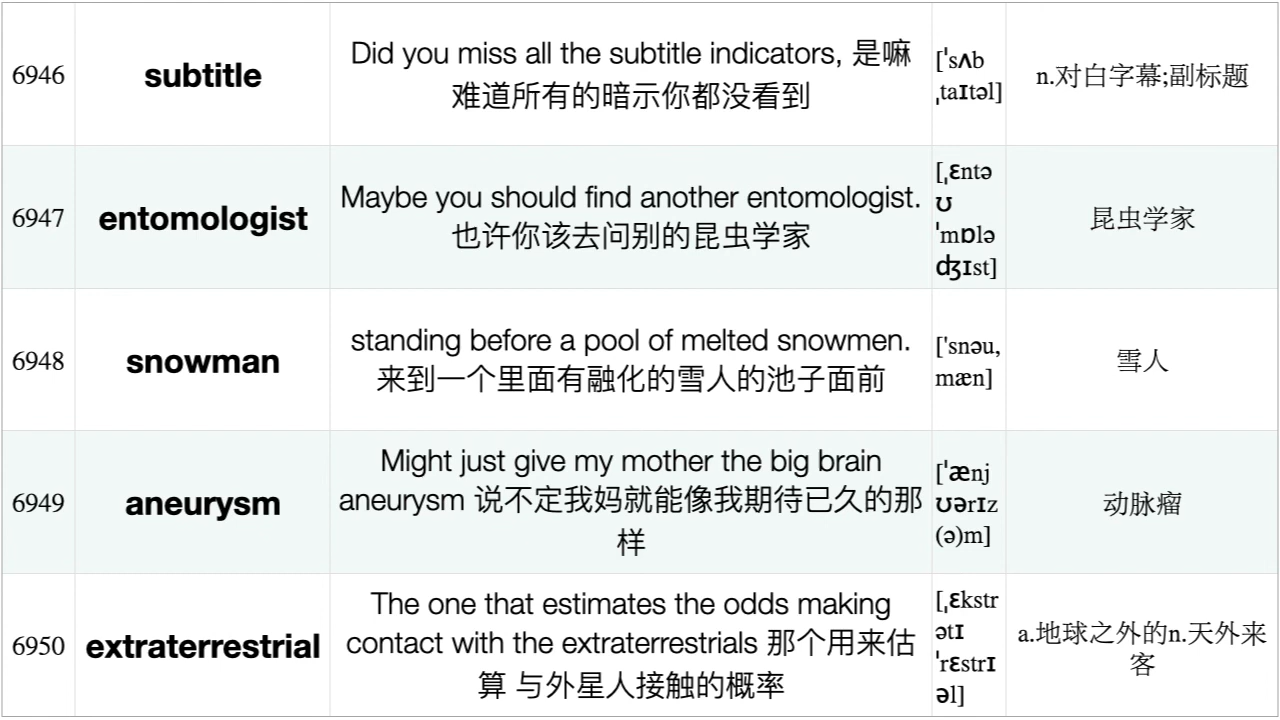 6946
subtitle
Did you miss all the subtitle indicators, 是嘛
难道所有的暗示你都没看到
[ˈsʌb
ˌtaɪtəl]
n.对白字幕;副标题
6947
entomologist
Maybe you should find another entomologist.
也许你该去问别的昆虫学家
[ˌɛntə
ʊ
ˈmɒlə
ʤɪst]
昆虫学家
6948
snowman
standing before a pool of melted snowmen.
来到一个里面有融化的雪人的池子面前
['snəu,
mæn]
雪人
6949
aneurysm
Might just give my mother the big brain
aneurysm 说不定我妈就能像我期待已久的那
样
[ˈænj
ʊərɪz
(ə)m]
动脉瘤
6950
extraterrestrial
The one that estimates the odds making
contact with the extraterrestrials 那个用来估
算 与外星人接触的概率
[ˌɛkstr
ətɪ
ˈrɛstrɪ
əl]
a.地球之外的n.天外来
客